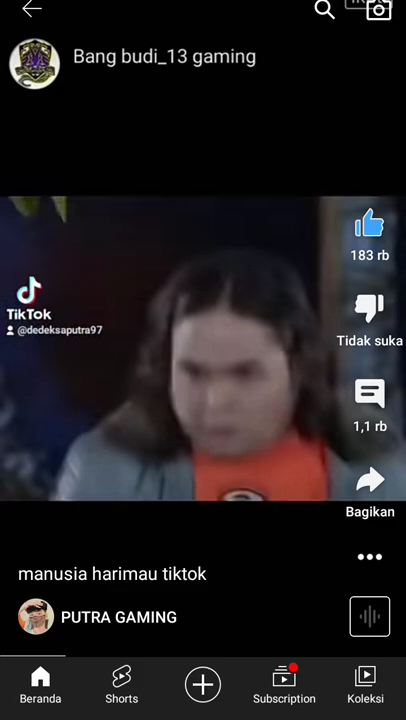 Bang budi_13 gaming
183 rb
TikTok
@dedeksaputra97
Tidak suka
1,1 rb
Bagikan
manusia harimau tiktok
PUTRA GAMING
Beranda
Shorts
Subscription
Koleksi